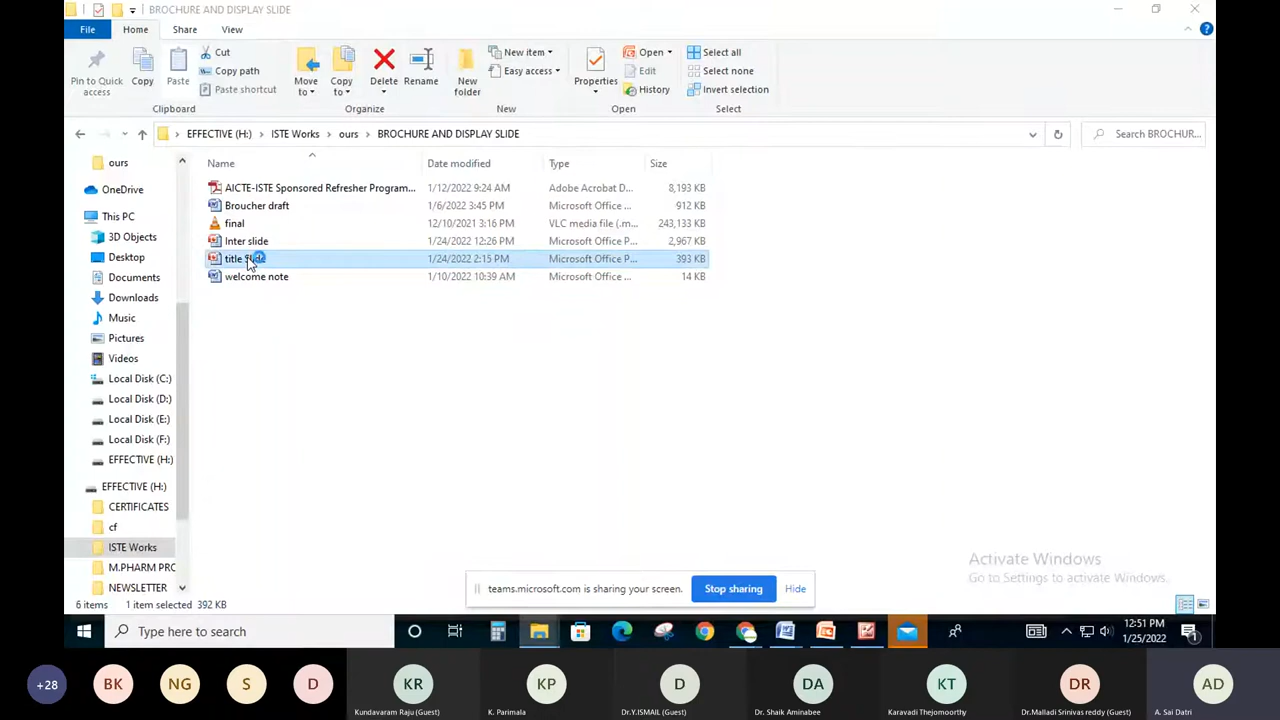 BROCHURE AND DISPLAY SLIDE
File Home Share View
Pin to Quick access
Copy
Paste
Cut
Copy path
Paste shortcut
Move to
Copy to
Delete
Rename
New folder
New item
Easy access
Properties
Open
Edit
History
Select all
Select none
Invert selection
Clipboard Organize New Open Select
EFFECTIVE (H:) > ISTE Works > ours > BROCHURE AND DISPLAY SLIDE
Search BROCHUR...
Name Date modified Type Size
AICTE-ISTE Sponsored Refresher Program... 1/12/2022 9:24 AM Adobe Acrobat D... 8,193 KB
Broucher draft 1/6/2022 3:45 PM Microsoft Office ... 912 KB
final 12/10/2021 3:16 PM VLC media file (.m... 243,133 KB
Inter slide 1/24/2022 12:26 PM Microsoft Office P... 2,967 KB
title 1/24/2022 2:15 PM Microsoft Office P... 393 KB
welcome note 1/10/2022 10:39 AM Microsoft Office ... 14 KB
ours
OneDrive
This PC
3D Objects
Desktop
Documents
Downloads
Music
Pictures
Videos
Local Disk (C:)
Local Disk (D:)
Local Disk (E:)
Local Disk (F:)
EFFECTIVE (H:)
EFFECTIVE (H:)
CERTIFICATES
cf
ISTE Works
M.PHARM PRC
NEWSLETTER
Activate Windows
Go to Settings to activate Windows.
teams.microsoft.com is sharing your screen. Stop sharing Hide
6 items 1 item selected 392 KB
Type here to search
12:51 PM
1/25/2022
1
+28 BK NG S D KR KP D DA KT DR AD
Kundavaram Raju (Guest) K. Parimala Dr.Y.ISMAIL (Guest) Dr. Shaik Aminabee Karavadi Thejomoorthy Dr.Malladi Srinivas reddy (Guest) A. Sai Datri